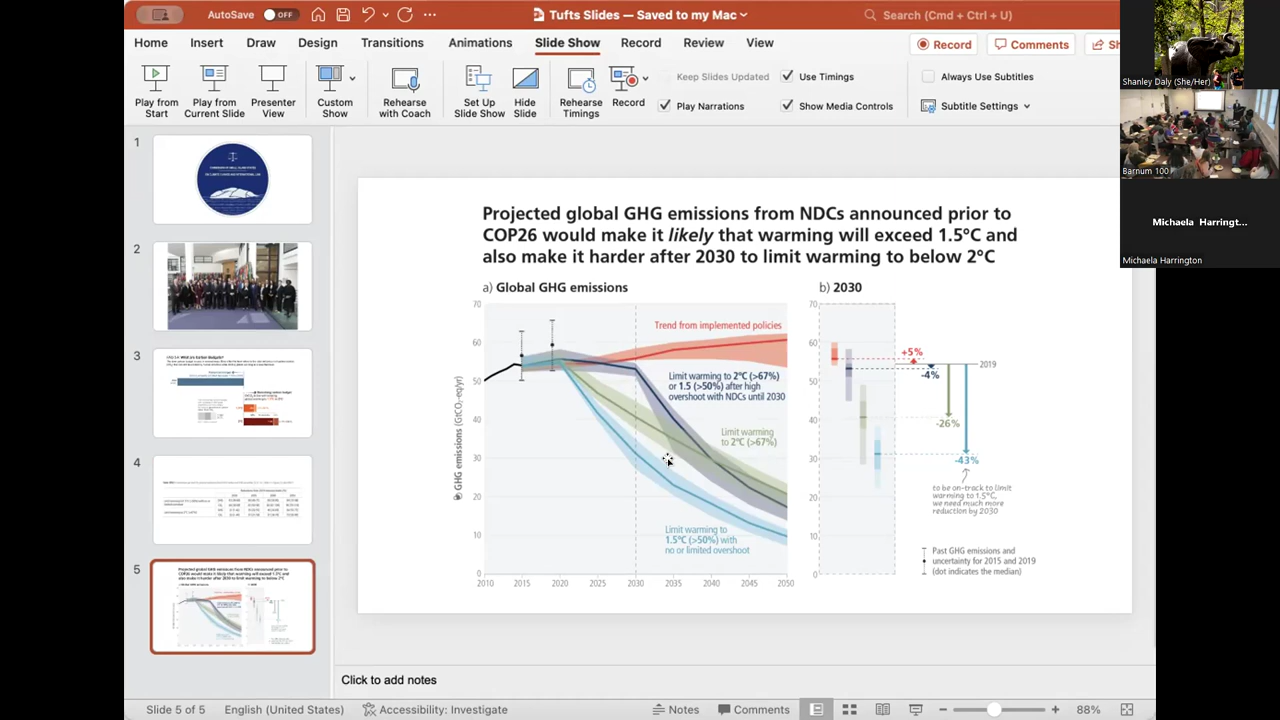 AutoSave OFF
Tufts Slides — Saved to my Mac
Search (Cmd + Ctrl + U)
Home Insert Draw Design Transitions Animations Slide Show Record Review View
Record Comments Sh
Play from Start
Play from Current Slide
Presenter View
Custom Show
Rehearse with Coach
Set Up Slide Show
Hide Slide
Rehearse Timings
Record
Keep Slides Updated
Play Narrations
Use Timings
Show Media Controls
Always Use Subtitles
Subtitle Settings
Shanley Daly (She/Her)
Barnum 100
Michaela Harringt...
Michaela Harrington
1
2
3
4
5
Projected global GHG emissions from NDCs announced prior to
COP26 would make it likely that warming will exceed 1.5°C and
also make it harder after 2030 to limit warming to below 2°C
a) Global GHG emissions
GHG emissions (GtCO₂-eq/yr)
70
60
50
40
30
20
10
0
2010 2015 2020 2025 2030 2035 2040 2045 2050
Trend from implemented policies
Limit warming to 2°C (>67%)
or 1.5 (>50%) after high
overshoot with NDCs until 2030
Limit warming
to 2°C (>67%)
Limit warming to
1.5°C (>50%) with
no or limited overshoot
b) 2030
70
60
50
40
30
20
10
0
+5%
2019
-4%
-26%
-43%
to be on-track to limit
warming to 1.5°C,
we need much more
reduction by 2030
Past GHG emissions and
uncertainty for 2015 and 2019
(dot indicates the median)
Click to add notes
Slide 5 of 5 English (United States) Accessibility: Investigate Notes Comments 88%